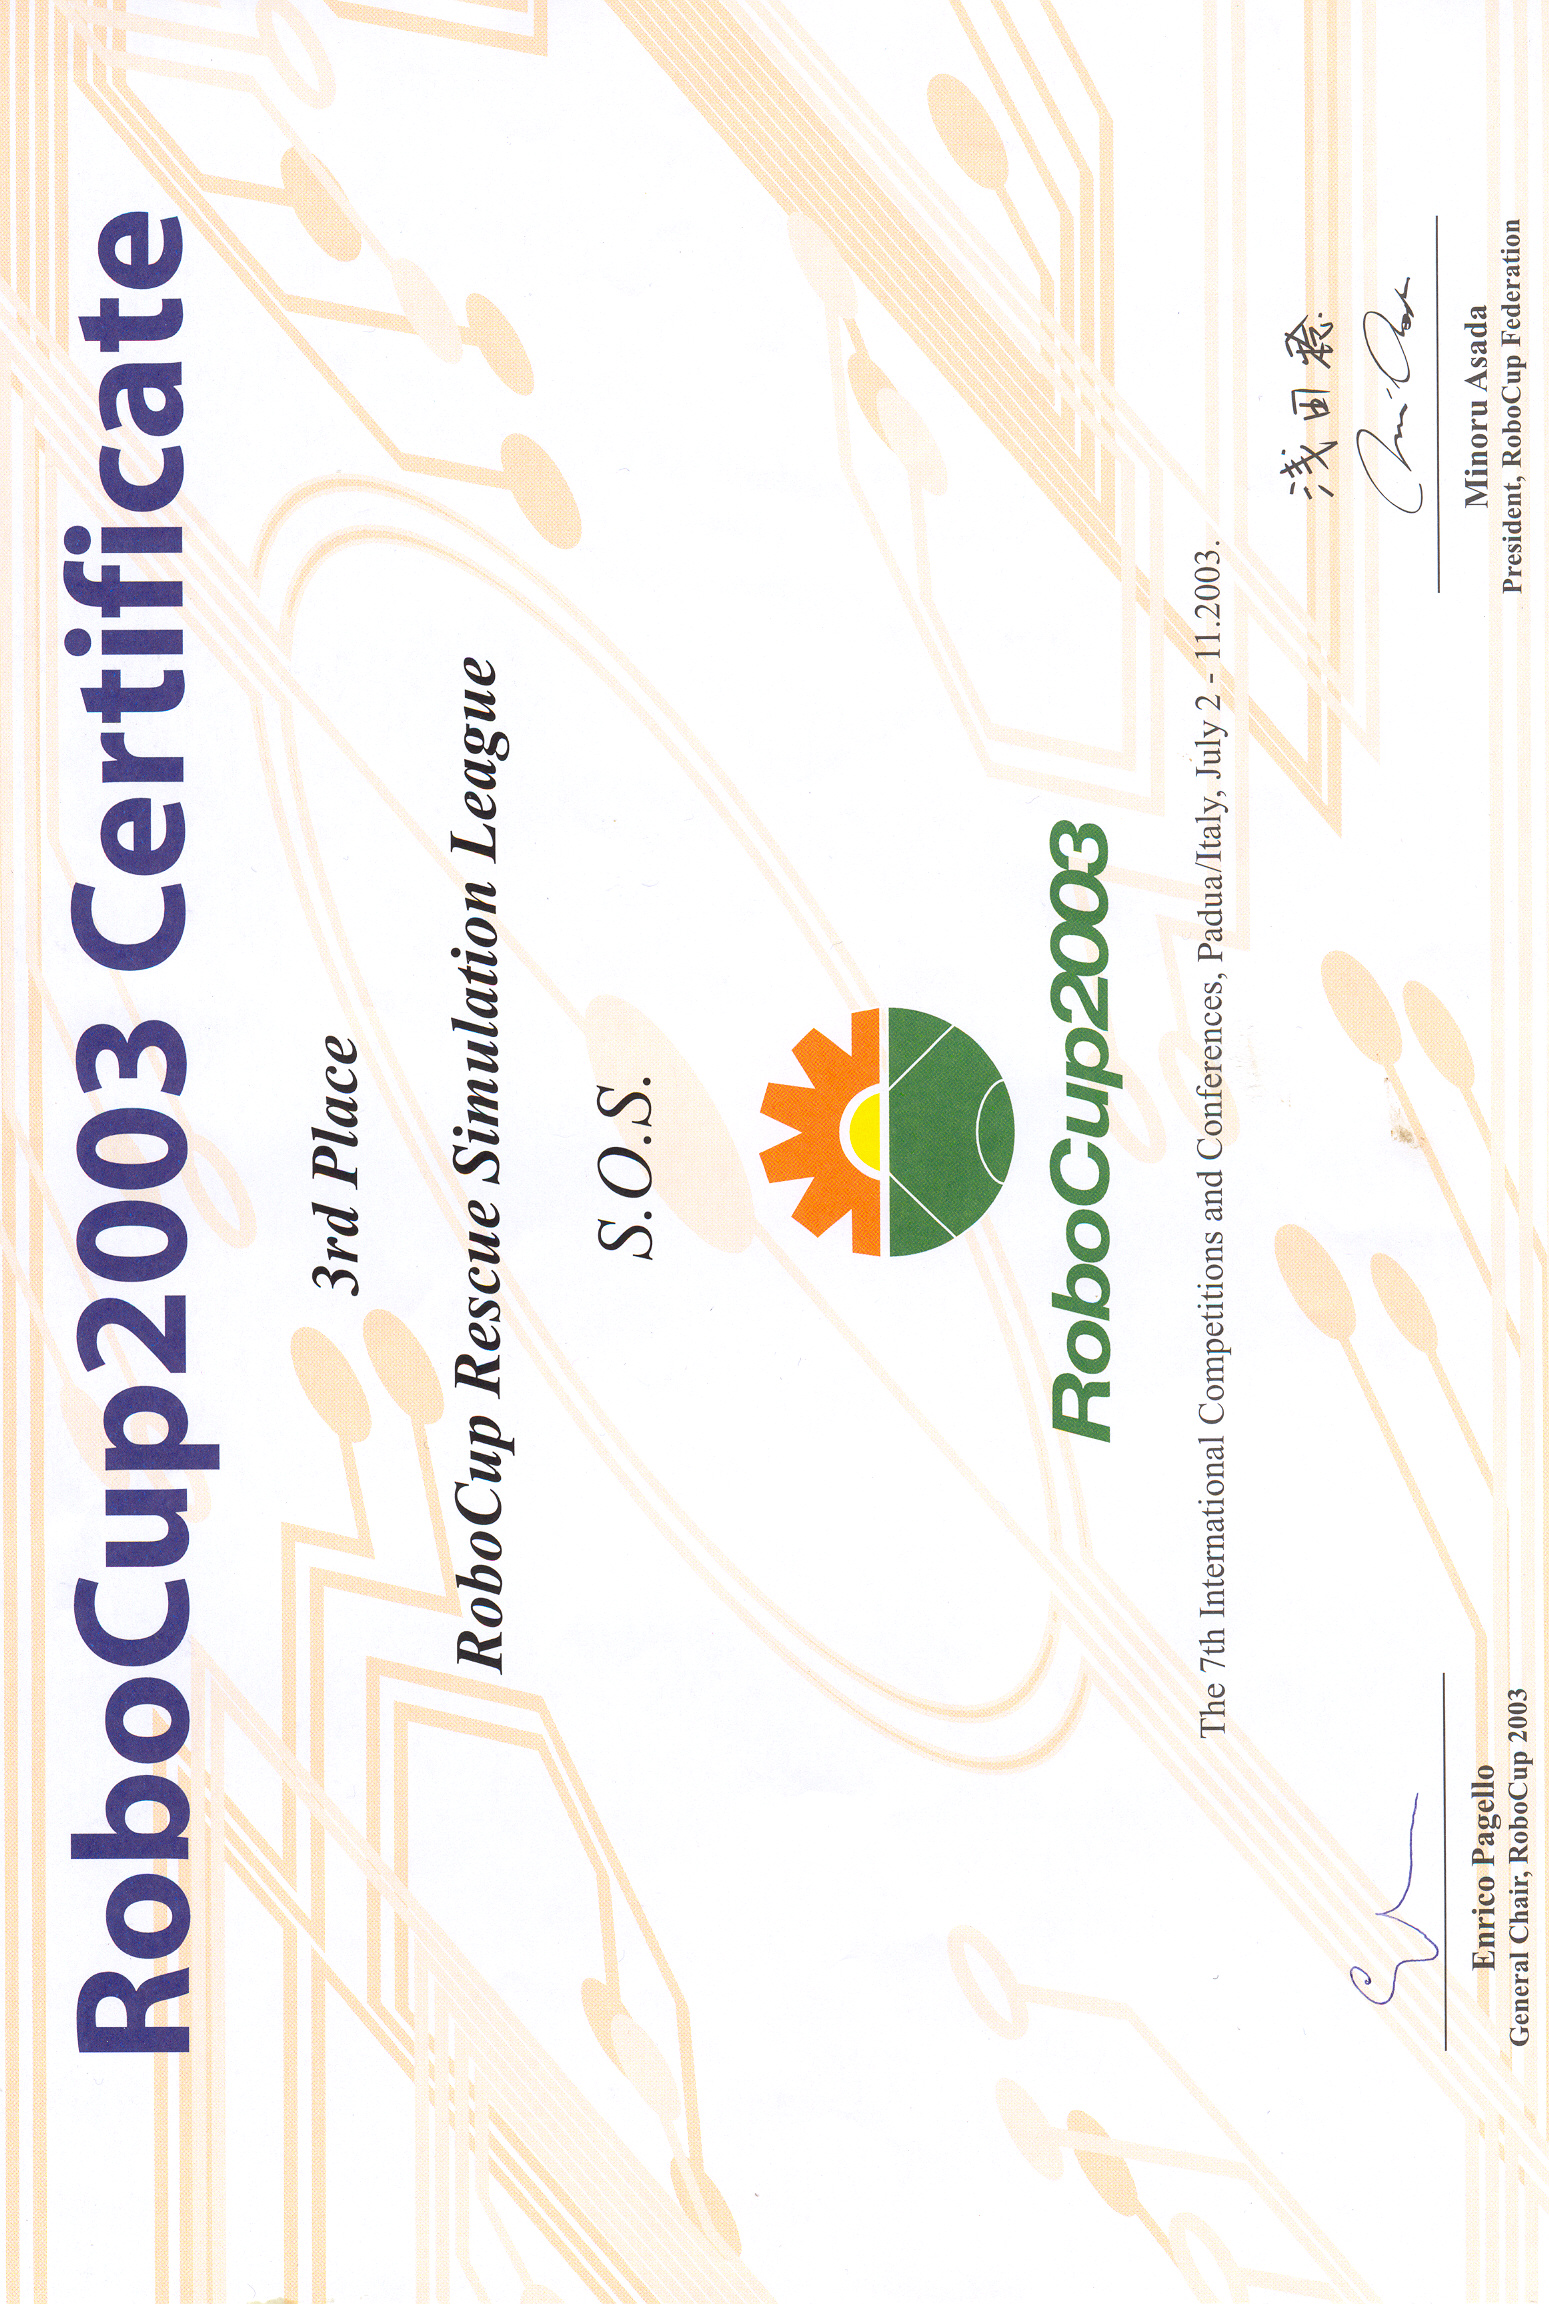 RoboCup2003 Certificate
3rd Place
RoboCup Rescue Simulation League
S.O.S.
RoboCup2003
The 7th International Competitions and Conferences, Padua/Italy, July 2 - 11.2003.
浅田稔
Enrico Pagello
General Chair, RoboCup 2003
Minoru Asada
President, RoboCup Federation